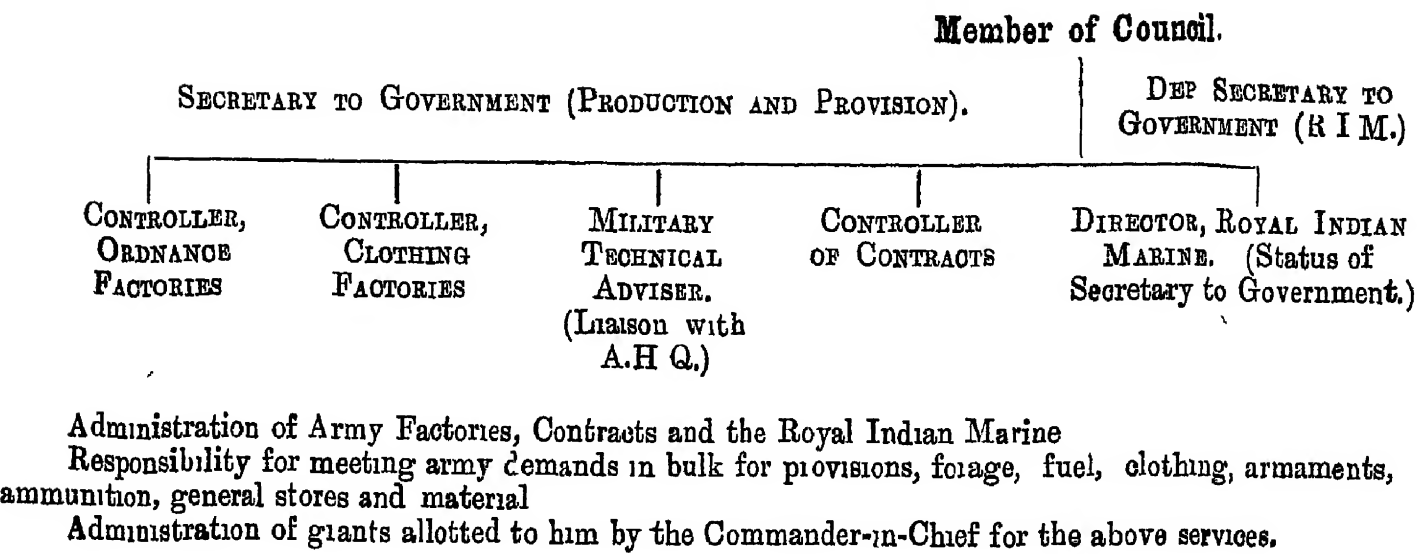 Member of Council.
SECRETARY TO GOVERNMENT (PRODUCTION AND PROVISION).
DEP SECRETARY TO
GOVERNMENT (R I M.)
CONTROLLER,
ORDNANCE
FACTORIES
CONTROLLER,
CLOTHING
FACTORIES
MILITARY
TECHNICAL
ADVISER.
(Liaison with
A.H Q.)
CONTROLLER
OF CONTRACTS
DIRECTOR, ROYAL INDIAN
MARINE. (Status of
Secretary to Government.)
Administration of Army Factories, Contracts and the Royal Indian Marine
Responsibility for meeting army demands in bulk for provisions, forage, fuel, clothing, armaments,
ammunition, general stores and material
Administration of grants allotted to him by the Commander-in-Chief for the above services.